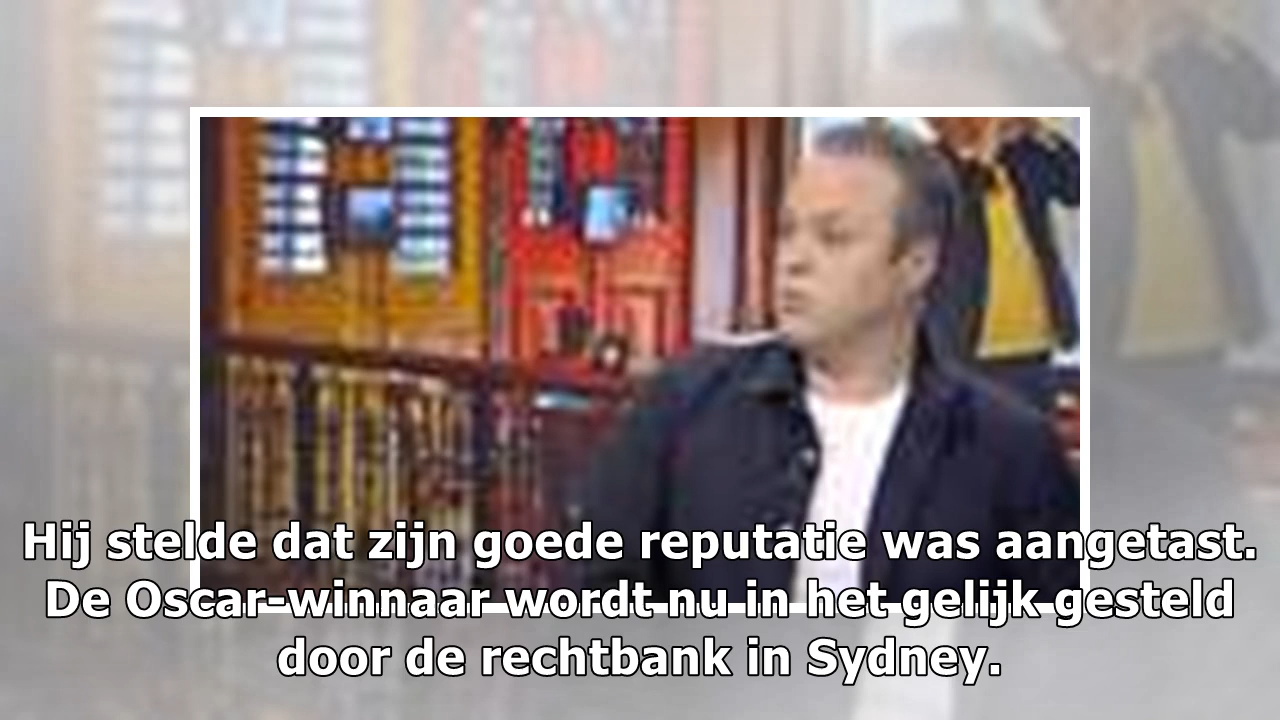 Hij stelde dat zijn goede reputatie was aangetast.
De Oscar-winnaar wordt nu in het gelijk gesteld
door de rechtbank in Sydney.